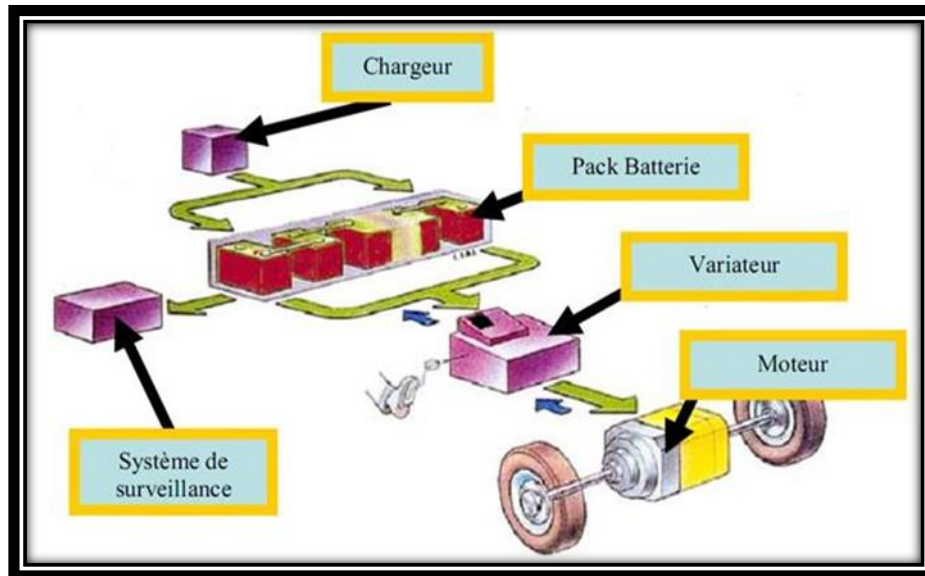 Chargeur
Pack Batterie
Variateur
Moteur
Système de
surveillance